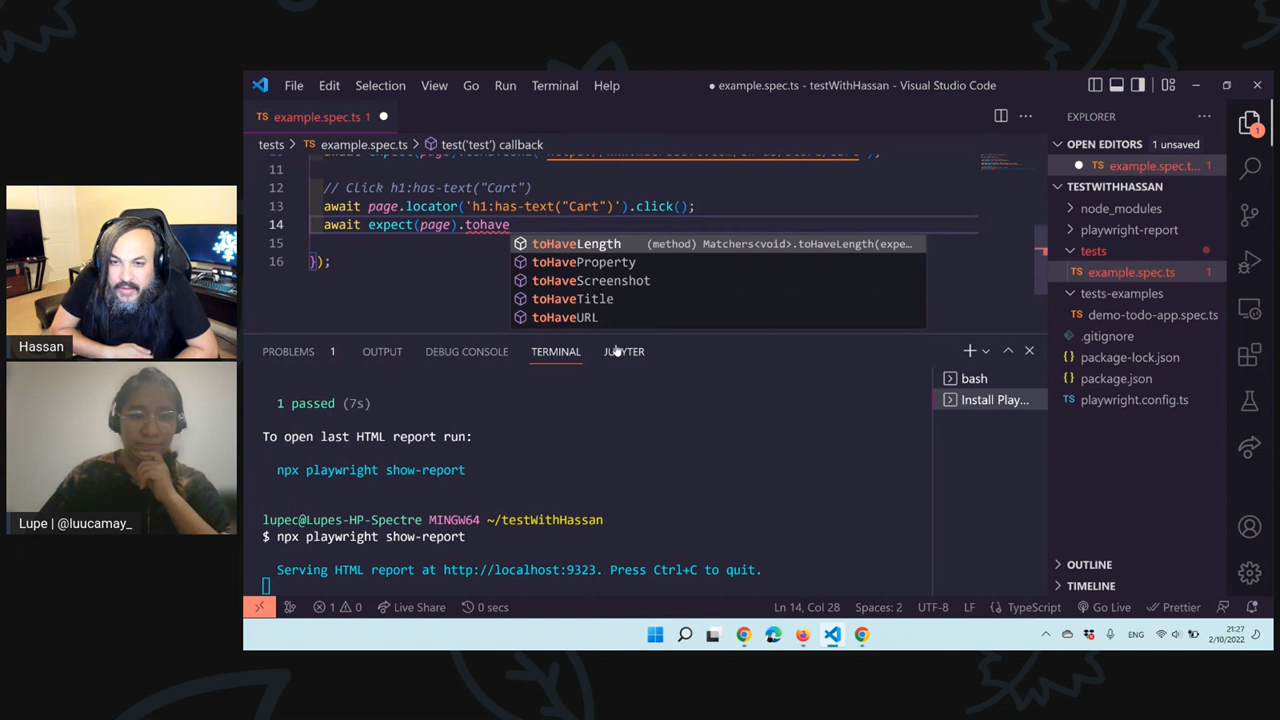 File Edit Selection View Go Run Terminal Help
● example.spec.ts - testWithHassan - Visual Studio Code
TS example.spec.ts 1 ●
tests > TS example.spec.ts > test('test') callback
11
12 // Click h1:has-text("Cart")
13 await page.locator('h1:has-text("Cart")').click();
14 await expect(page).tohave
15
16 });
toHaveLength (method) Matchers<void>.toHaveLength(expe…
toHaveProperty
toHaveScreenshot
toHaveTitle
toHaveURL
PROBLEMS 1 OUTPUT DEBUG CONSOLE TERMINAL JUPYTER
1 passed (7s)
To open last HTML report run:
npx playwright show-report
lupec@Lupes-HP-Spectre MINGW64 ~/testWithHassan
$ npx playwright show-report
Serving HTML report at http://localhost:9323. Press Ctrl+C to quit.
bash
Install Play...
EXPLORER
OPEN EDITORS 1 unsaved
● TS example.spec.t... 1
TESTWITHHASSAN
node_modules
playwright-report
tests
TS example.spec.ts 1
tests-examples
TS demo-todo-app.spec.ts
.gitignore
{} package-lock.json
{} package.json
TS playwright.config.ts
OUTLINE
TIMELINE
1
1 0 Live Share 0 secs Ln 14, Col 28 Spaces: 2 UTF-8 LF {} TypeScript Go Live Prettier
ENG 21:27
2/10/2022
Hassan
Lupe | @luucamay_